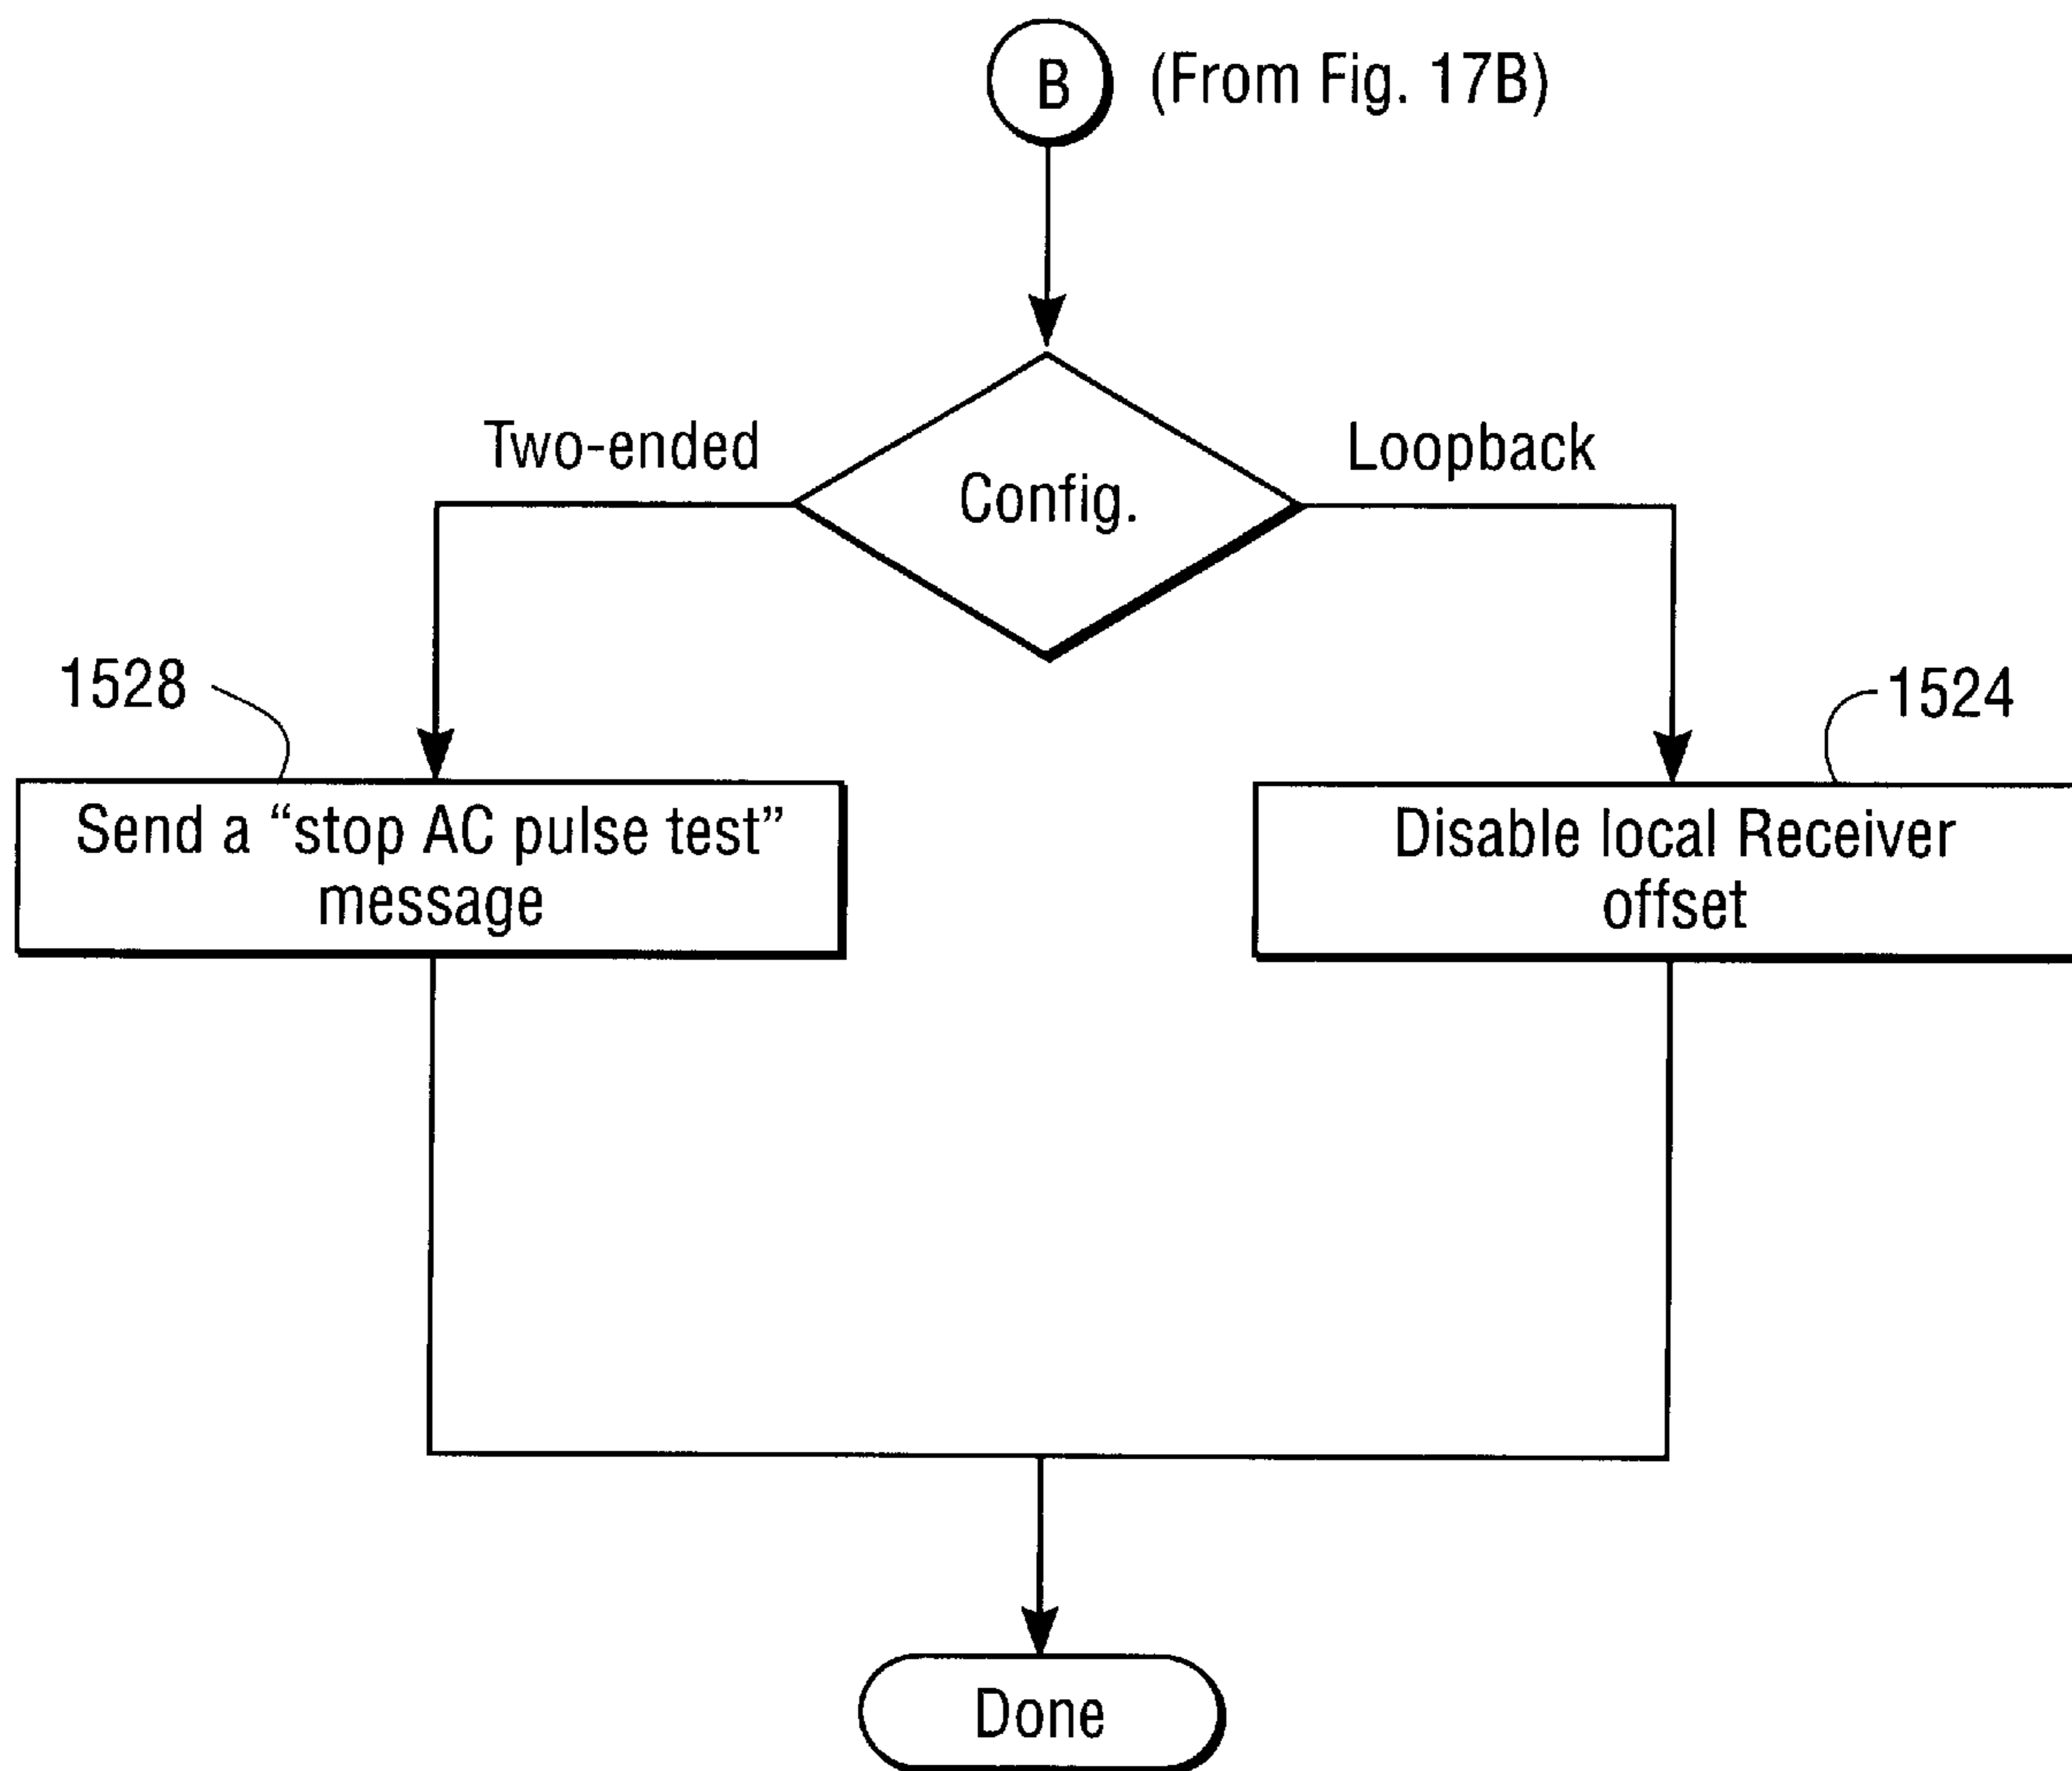 B (From Fig. 17B)
Two-ended
Config.
Loopback
1528
1524
Send a “stop AC pulse test”
message
Disable local Receiver
offset
Done